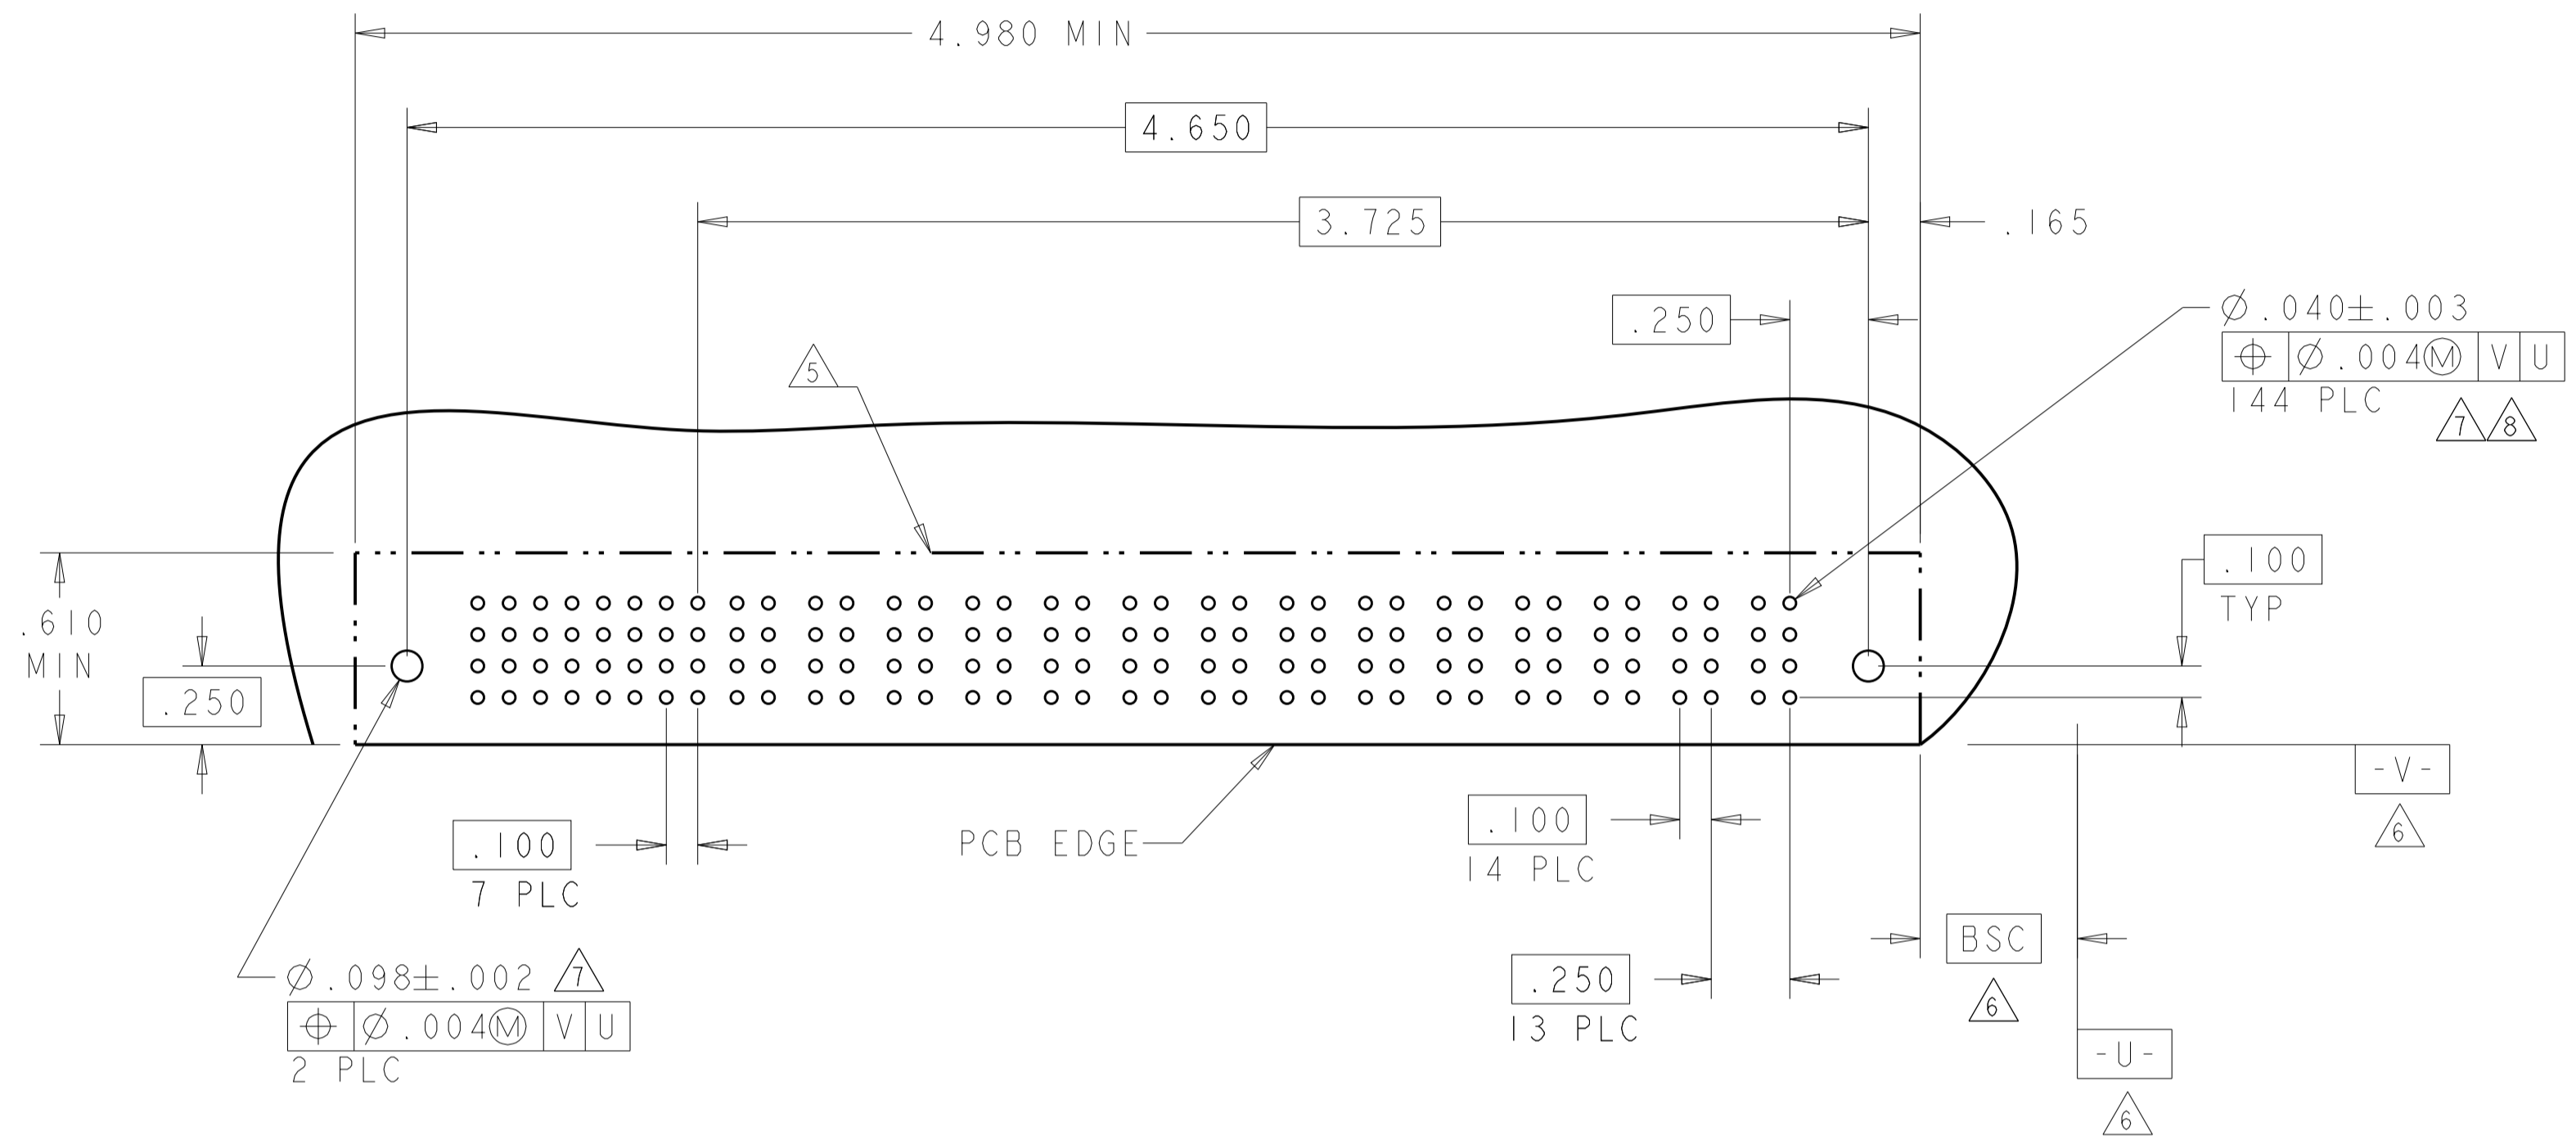 4.980 MIN
4.650
3.725
.165
.250
⌀.040±.003
⌖ ⌀.004Ⓜ V U
144 PLC
7 8
5
.100
TYP
.610
MIN
.250
-V-
6
.100
7 PLC
PCB EDGE
.100
14 PLC
BSC
6
.250
13 PLC
⌀.098±.002 7
⌖ ⌀.004Ⓜ V U
2 PLC
-U-
6